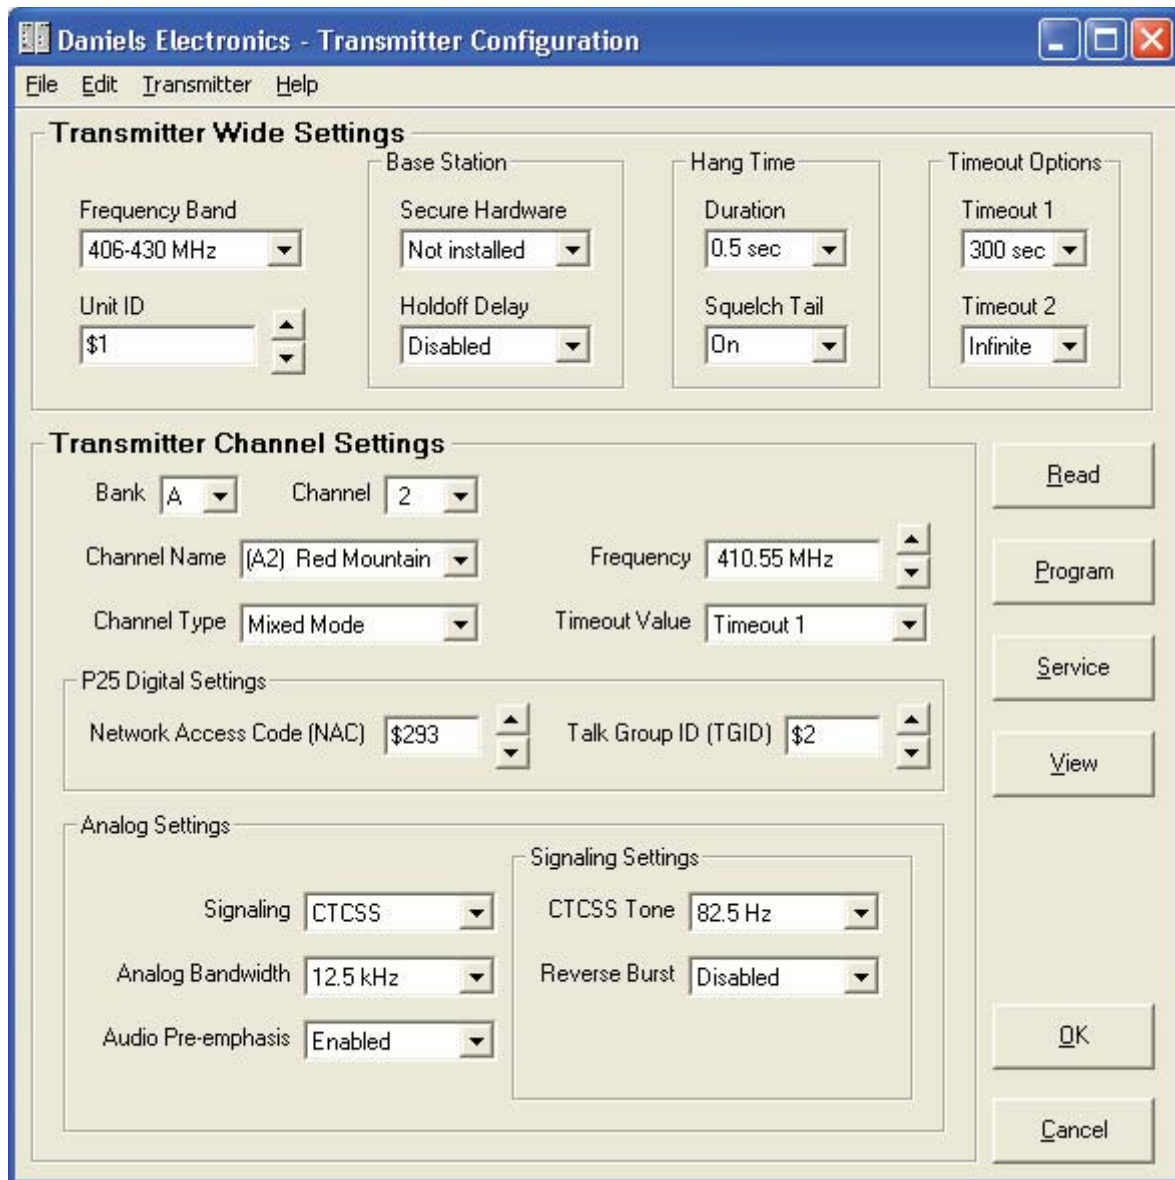 Daniels Electronics - Transmitter Configuration
File Edit Transmitter Help
Transmitter Wide Settings
Frequency Band
406-430 MHz
Unit ID
$1
Base Station
Secure Hardware
Not installed
Holdoff Delay
Disabled
Hang Time
Duration
0.5 sec
Squelch Tail
On
Timeout Options
Timeout 1
300 sec
Timeout 2
Infinite
Transmitter Channel Settings
Bank A Channel 2
Channel Name (A2) Red Mountain Frequency 410.55 MHz
Channel Type Mixed Mode Timeout Value Timeout 1
P25 Digital Settings
Network Access Code (NAC) $293 Talk Group ID (TGID) $2
Analog Settings
Signaling CTCSS
Analog Bandwidth 12.5 kHz
Audio Pre-emphasis Enabled
Signaling Settings
CTCSS Tone 82.5 Hz
Reverse Burst Disabled
Read
Program
Service
View
OK
Cancel